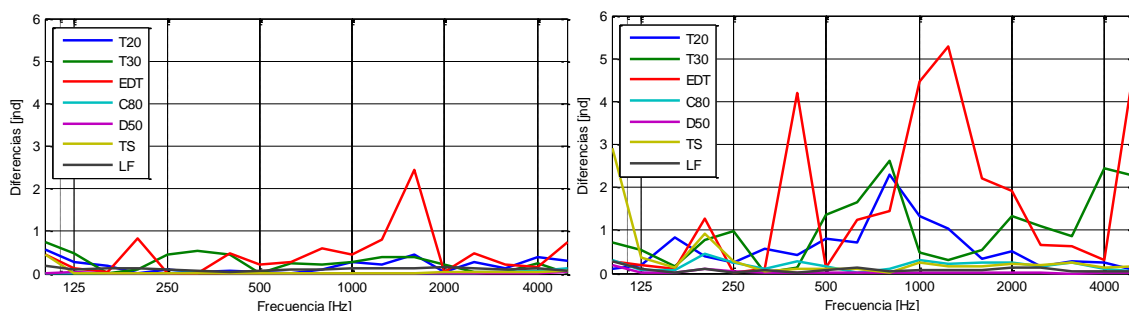 6
5
4
3
2
1
0
Diferencias [jnd]
T20
T30
EDT
C80
D50
TS
LF
125
250
500
1000
2000
4000
Frecuencia [Hz]
6
5
4
3
2
1
0
Diferencias [jnd]
T20
T30
EDT
C80
D50
TS
LF
125
250
500
1000
2000
4000
Frecuencia [Hz]